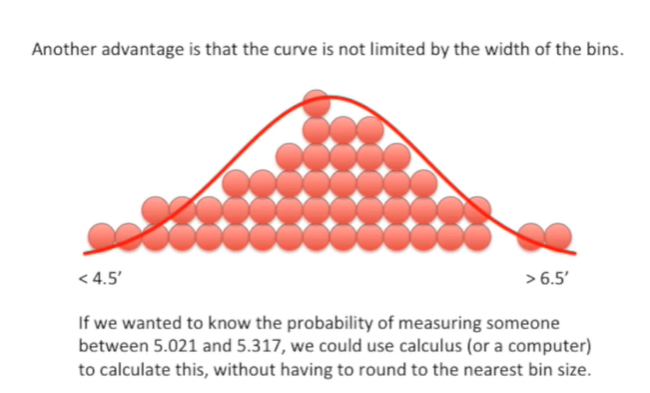 Another advantage is that the curve is not limited by the width of the bins.
< 4.5′
> 6.5′
If we wanted to know the probability of measuring someone
between 5.021 and 5.317, we could use calculus (or a computer)
to calculate this, without having to round to the nearest bin size.